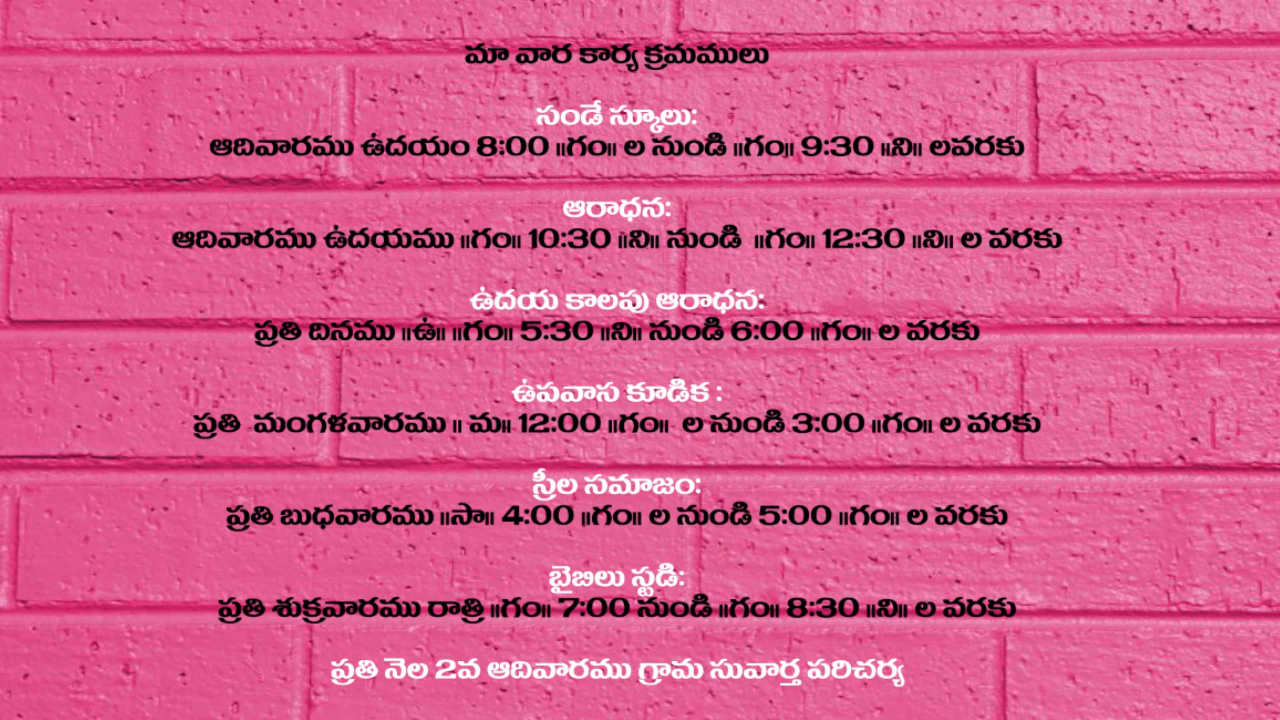 మా వార కార్య క్రమములు
సండే స్కూలు:
ఆదివారము ఉదయం 8:00 ॥గం॥ ల నుండి ॥గం॥ 9:30 ॥ని॥ లవరకు
ఆరాధన:
ఆదివారము ఉదయము ॥గం॥ 10:30 ॥ని॥ నుండి ॥గం॥ 12:30 ॥ని॥ ల వరకు
ఉదయ కాలపు ఆరాధన:
ప్రతి దినము ॥ఉ॥ ॥గం॥ 5:30 ॥ని॥ నుండి 6:00 ॥గం॥ ల వరకు
ఉపవాస కూడిక :
ప్రతి మంగళవారము ॥ మ॥ 12:00 ॥గం॥ ల నుండి 3:00 ॥గం॥ ల వరకు
స్రీల సమాజం:
ప్రతి బుధవారము ॥సా॥ 4:00 ॥గం॥ ల నుండి 5:00 ॥గం॥ ల వరకు
బైబిలు స్టడి:
ప్రతి శుక్రవారము రాత్రి ॥గం॥ 7:00 నుండి ॥గం॥ 8:30 ॥ని॥ ల వరకు
ప్రతి నెల 2వ ఆదివారము గ్రామ సువార్త పరిచర్య